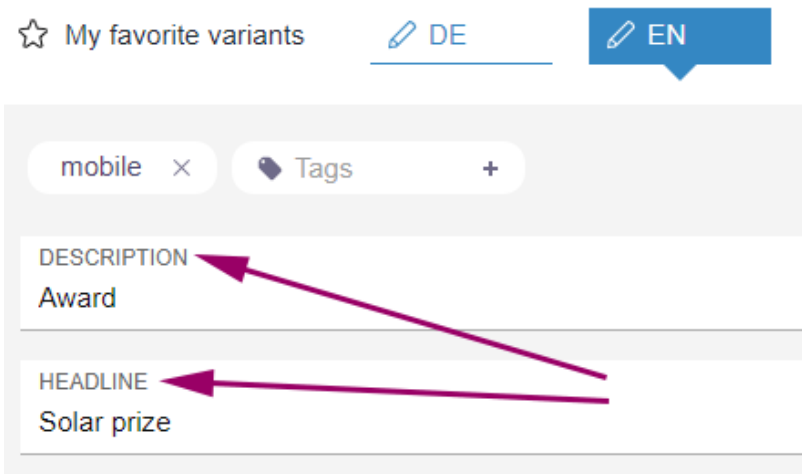 My favorite variants DE EN
mobile × Tags +
DESCRIPTION
Award
HEADLINE
Solar prize